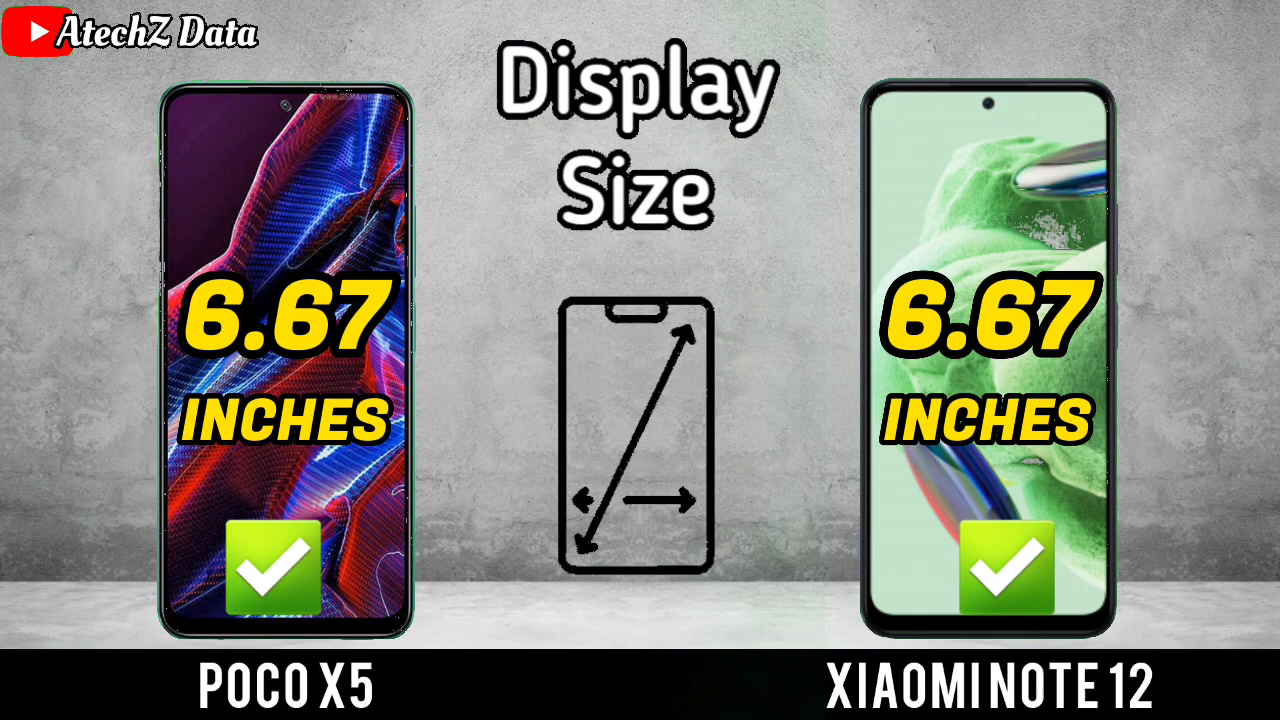 AtechZ Data
Display
Size
6.67
INCHES
6.67
INCHES
POCO X5
XIAOMI NOTE 12